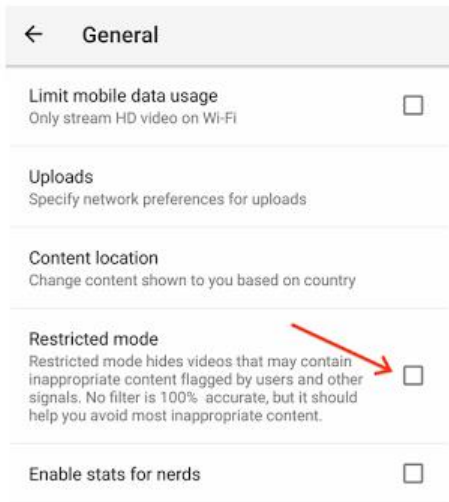 General
Limit mobile data usage
Only stream HD video on Wi-Fi
Uploads
Specify network preferences for uploads
Content location
Change content shown to you based on country
Restricted mode
Restricted mode hides videos that may contain
inappropriate content flagged by users and other
signals. No filter is 100% accurate, but it should
help you avoid most inappropriate content.
Enable stats for nerds